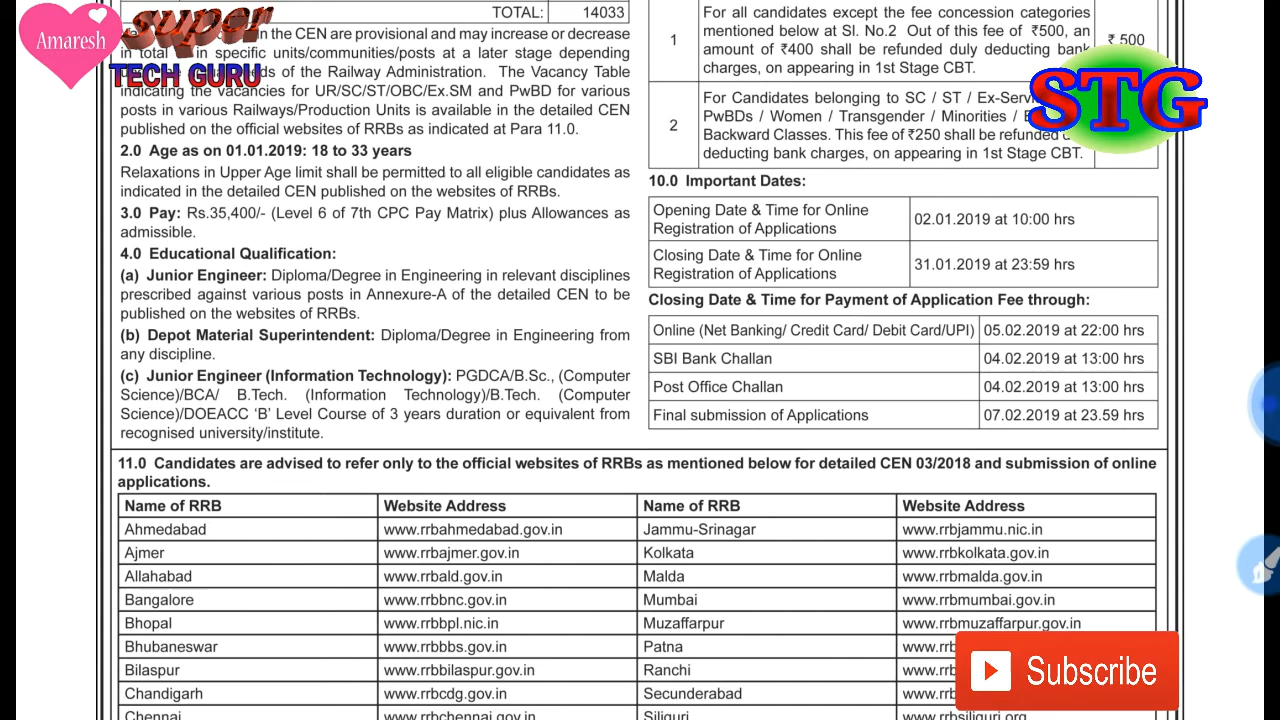 Amaresh
super
TECH GURU
TOTAL: 14033
in the CEN are provisional and may increase or decrease
in total in specific units/communities/posts at a later stage depending
of the Railway Administration. The Vacancy Table
indicating the vacancies for UR/SC/ST/OBC/Ex.SM and PwBD for various
posts in various Railways/Production Units is available in the detailed CEN
published on the official websites of RRBs as indicated at Para 11.0.
2.0 Age as on 01.01.2019: 18 to 33 years
Relaxations in Upper Age limit shall be permitted to all eligible candidates as
indicated in the detailed CEN published on the websites of RRBs.
3.0 Pay: Rs.35,400/- (Level 6 of 7th CPC Pay Matrix) plus Allowances as
admissible.
4.0 Educational Qualification:
(a) Junior Engineer: Diploma/Degree in Engineering in relevant disciplines
prescribed against various posts in Annexure-A of the detailed CEN to be
published on the websites of RRBs.
(b) Depot Material Superintendent: Diploma/Degree in Engineering from
any discipline.
(c) Junior Engineer (Information Technology): PGDCA/B.Sc., (Computer
Science)/BCA/ B.Tech. (Information Technology)/B.Tech. (Computer
Science)/DOEACC ‘B’ Level Course of 3 years duration or equivalent from
recognised university/institute.
For all candidates except the fee concession categories
1 mentioned below at Sl. No.2 Out of this fee of ₹500, an ₹ 500
amount of ₹400 shall be refunded duly deducting bank
charges, on appearing in 1st Stage CBT.
STG
For Candidates belonging to SC / ST /
2 PwBDs / Women / Transgender / Minorities /
Backward Classes. This fee of ₹250 shall be refunded
deducting bank charges, on appearing in 1st Stage CBT.
10.0 Important Dates:
Opening Date & Time for Online
Registration of Applications 02.01.2019 at 10:00 hrs
Closing Date & Time for Online
Registration of Applications 31.01.2019 at 23:59 hrs
Closing Date & Time for Payment of Application Fee through:
Online (Net Banking/ Credit Card/ Debit Card/UPI) 05.02.2019 at 22:00 hrs
SBI Bank Challan 04.02.2019 at 13:00 hrs
Post Office Challan 04.02.2019 at 13:00 hrs
Final submission of Applications 07.02.2019 at 23.59 hrs
11.0 Candidates are advised to refer only to the official websites of RRBs as mentioned below for detailed CEN 03/2018 and submission of online
applications.
Name of RRB Website Address Name of RRB Website Address
Ahmedabad www.rrbahmedabad.gov.in Jammu-Srinagar www.rrbjammu.nic.in
Ajmer www.rrbajmer.gov.in Kolkata www.rrbkolkata.gov.in
Allahabad www.rrbald.gov.in Malda www.rrbmalda.gov.in
Bangalore www.rrbbnc.gov.in Mumbai www.rrbmumbai.gov.in
Bhopal www.rrbbpl.nic.in Muzaffarpur www.rrbmuzaffarpur.gov.in
Bhubaneswar www.rrbbbs.gov.in Patna
Bilaspur www.rrbbilaspur.gov.in Ranchi
Chandigarh www.rrbcdg.gov.in Secunderabad
Chennai www.rrbchennai.gov.in Siliguri www.rrbsiliguri.org
Subscribe